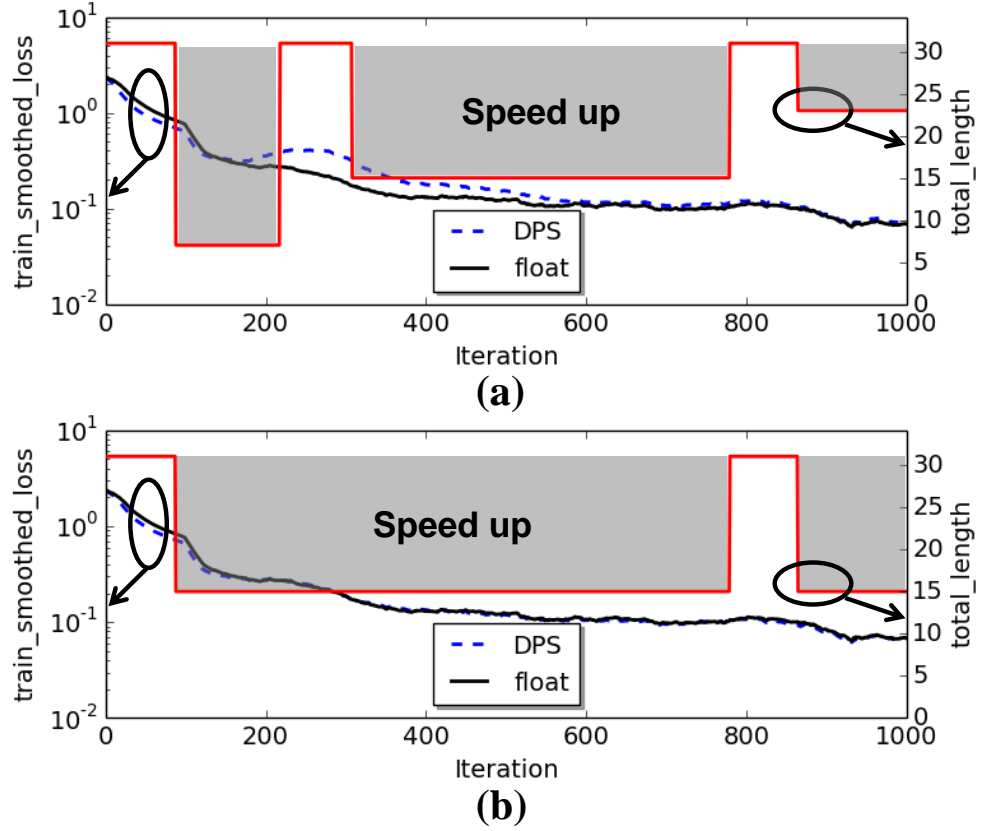 10^1
10^0
10^-1
10^-2
train_smoothed_loss
Speed up
DPS
float
30
25
20
15
10
5
0
total_length
0 200 400 600 800 1000
Iteration
(a)
10^1
10^0
10^-1
10^-2
train_smoothed_loss
Speed up
DPS
float
30
25
20
15
10
5
0
total_length
0 200 400 600 800 1000
Iteration
(b)